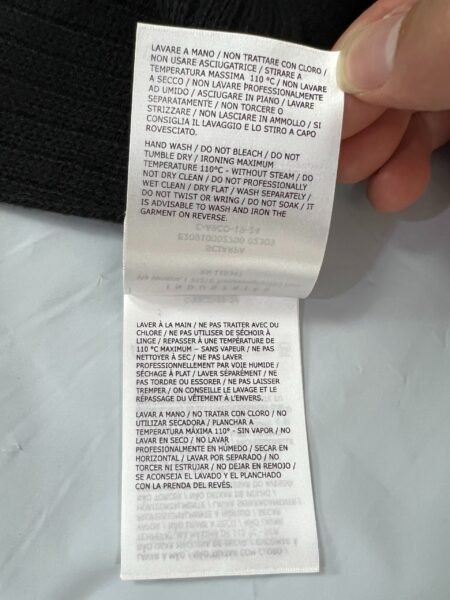 LAVARE A MANO / NON TRATTARE CON CLORO /
NON USARE ASCIUGATRICE / STIRARE A
TEMPERATURA MASSIMA 110 °C / NON LAVARE
A SECCO / NON LAVARE PROFESSIONALMENTE
AD UMIDO / ASCIUGARE IN PIANO / LAVARE
SEPARATAMENTE / NON TORCERE O
STRIZZARE / NON LASCIARE IN AMMOLLO / SI
CONSIGLIA IL LAVAGGIO E LO STIRO A CAPO
ROVESCIATO.
HAND WASH / DO NOT BLEACH / DO NOT
TUMBLE DRY / IRONING MAXIMUM
TEMPERATURE 110°C - WITHOUT STEAM / DO
NOT DRY CLEAN / DO NOT PROFESSIONALLY
WET CLEAN / DRY FLAT / WASH SEPARATELY /
DO NOT TWIST OR WRING / DO NOT SOAK / IT
IS ADVISABLE TO WASH AND IRON THE
GARMENT ON REVERSE.
LAVER À LA MAIN / NE PAS TRAITER AVEC DU
CHLORE / NE PAS UTILISER DE SÉCHOIR À
LINGE / REPASSER À UNE TEMPÉRATURE DE
110 °C MAXIMUM – SANS VAPEUR / NE PAS
NETTOYER À SEC / NE PAS LAVER
PROFESSIONNELLEMENT PAR VOIE HUMIDE /
SÉCHAGE À PLAT / LAVER SÉPARÉMENT / NE
PAS TORDRE OU ESSORER / NE PAS LAISSER
TREMPER / ON CONSEILLE LE LAVAGE ET LE
REPASSAGE DU VÊTEMENT À L'ENVERS.
LAVAR A MANO / NO TRATAR CON CLORO / NO
UTILIZAR SECADORA / PLANCHAR A
TEMPERATURA MÁXIMA 110° - SIN VAPOR / NO
LAVAR EN SECO / NO LAVAR
PROFESIONALMENTE EN HÚMEDO / SECAR EN
HORIZONTAL / LAVAR POR SEPARADO / NO
TORCER NI ESTRUJAR / NO DEJAR EN REMOJO /
SE ACONSEJA EL LAVADO Y EL PLANCHADO
CON LA PRENDA DEL REVÉS.